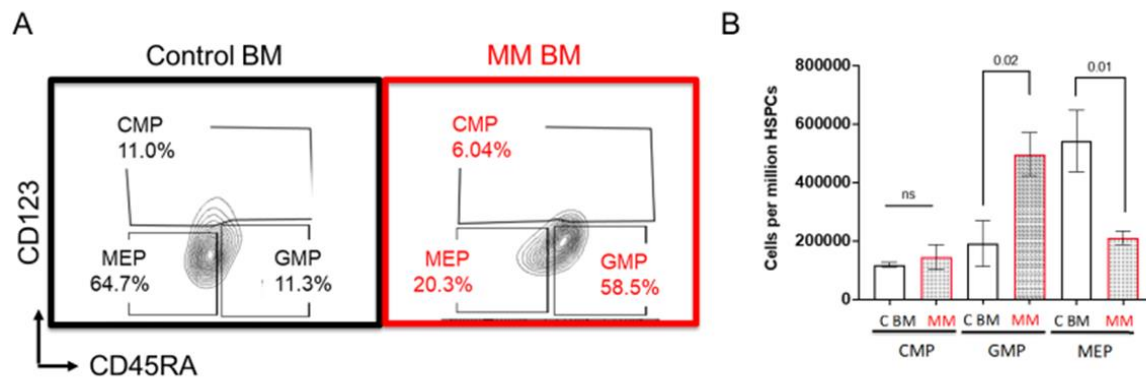 A
Control BM
MM BM
CMP
11.0%
MEP
64.7%
GMP
11.3%
CMP
6.04%
MEP
20.3%
GMP
58.5%
CD123
CD45RA
B
Cells per million HSPCs
800000
600000
400000
200000
0
ns
0.02
0.01
C BM MM C BM MM C BM MM
CMP GMP MEP